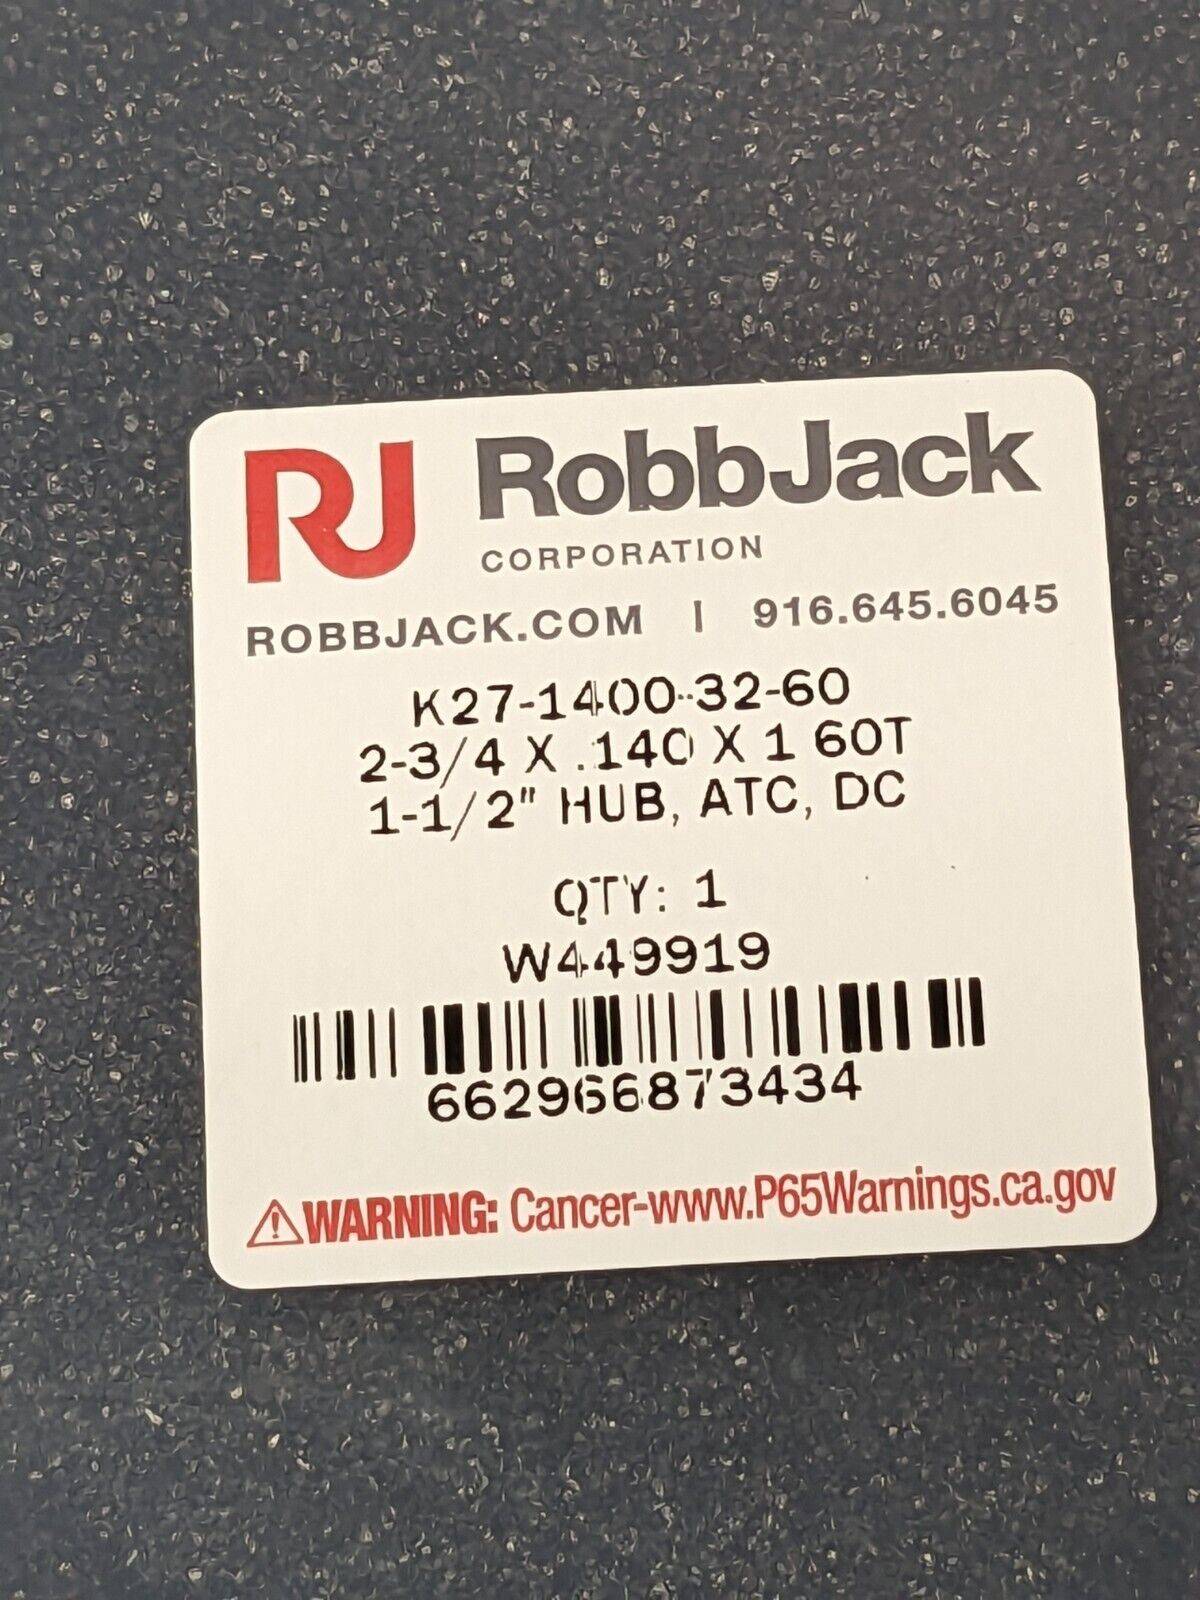 RJ RobbJack
CORPORATION
ROBBJACK.COM | 916.645.6045
K27-1400-32-60
2-3/4 X .140 X 1 60T
1-1/2" HUB, ATC, DC
QTY: 1
W449919
662966873434
⚠WARNING: Cancer-www.P65Warnings.ca.gov